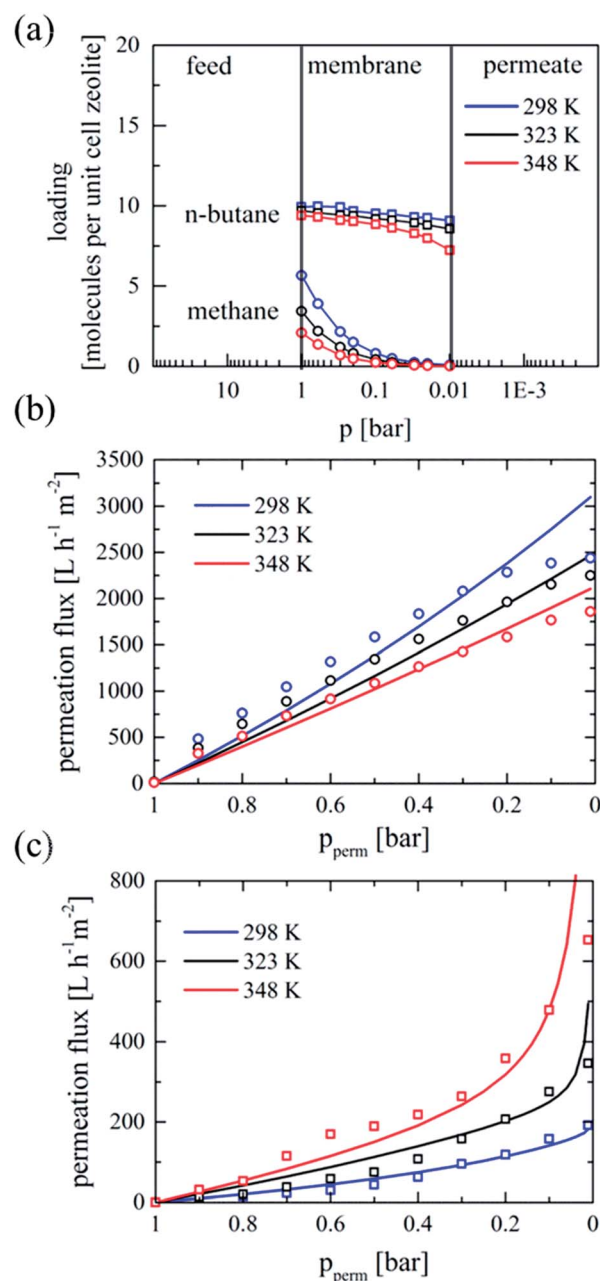 (a)
20
15
10
5
0
loading
[molecules per unit cell zeolite]
feed
membrane
permeate
298 K
323 K
348 K
n-butane
methane
10
1
0.1
0.01
1E-3
p [bar]
(b)
3500
3000
2500
2000
1500
1000
500
0
permeation flux [L h⁻¹ m⁻²]
298 K
323 K
348 K
1
0.8
0.6
0.4
0.2
0
p_perm [bar]
(c)
800
600
400
200
0
permeation flux [L h⁻¹m⁻²]
298 K
323 K
348 K
1
0.8
0.6
0.4
0.2
0
p_perm [bar]